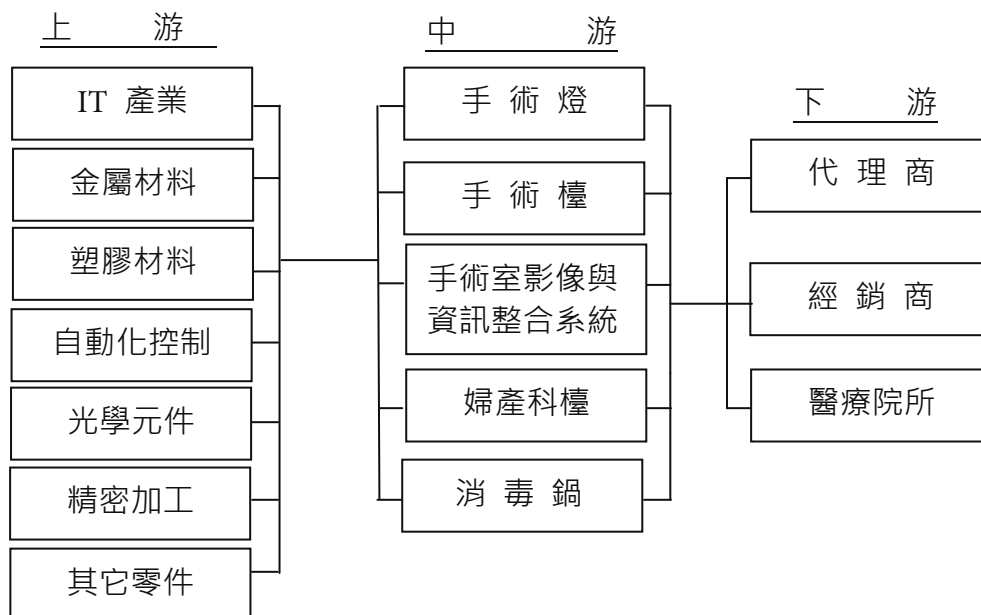 上 游
IT 產業
金屬材料
塑膠材料
自動化控制
光學元件
精密加工
其它零件
中 游
手 術 燈
手 術 檯
手術室影像與
資訊整合系統
婦產科檯
消 毒 鍋
下 游
代 理 商
經 銷 商
醫療院所